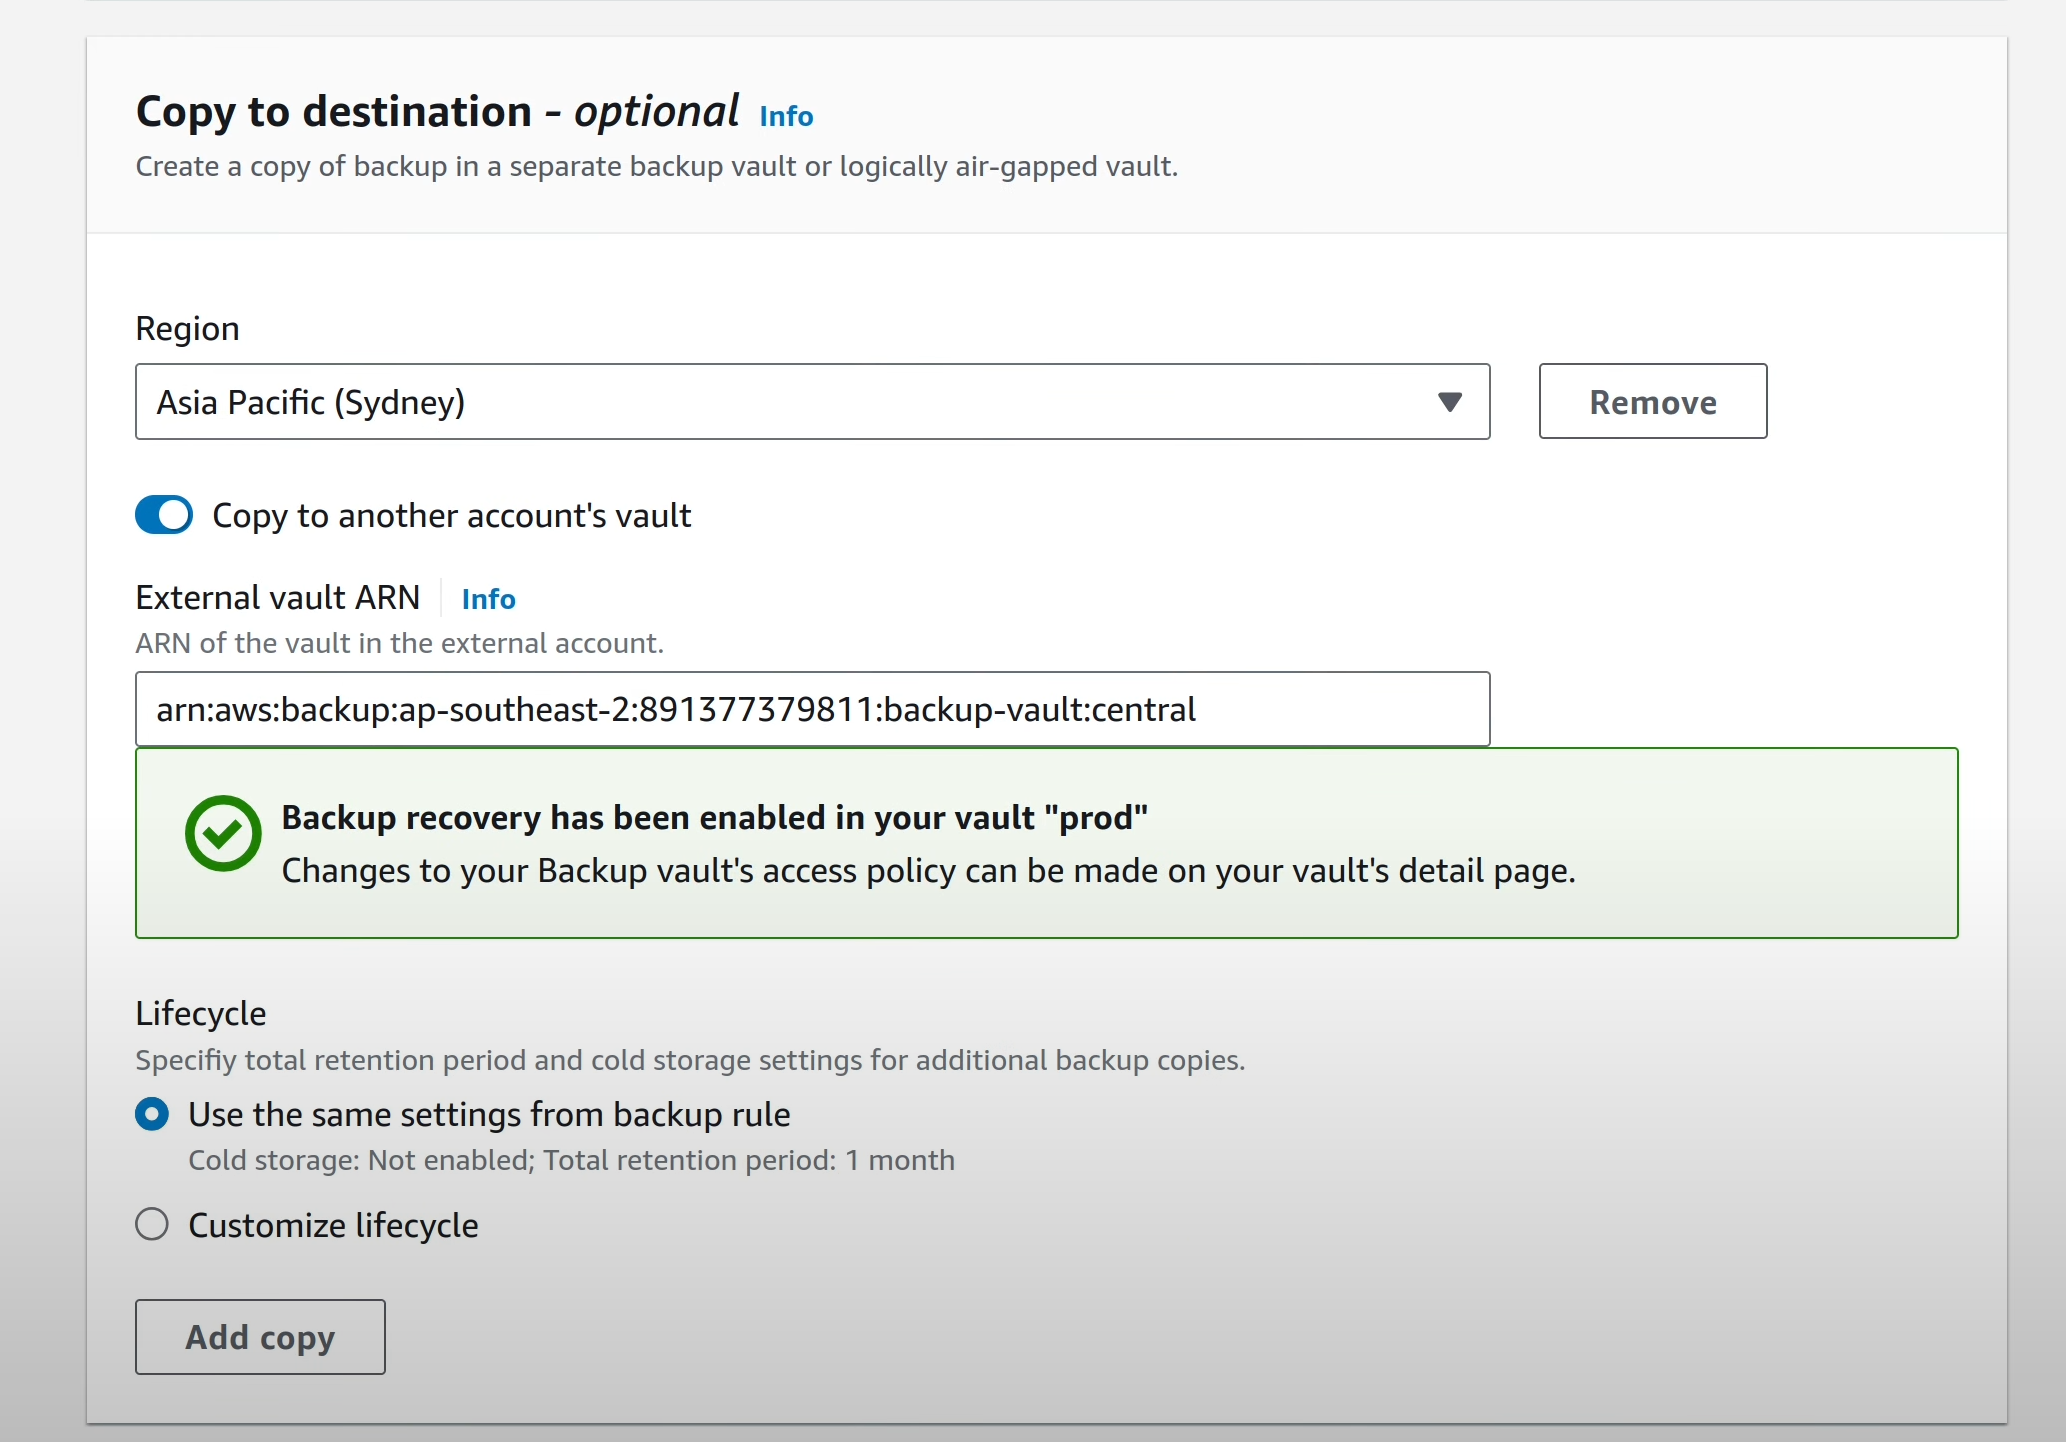 Copy to destination – optional Info
Create a copy of backup in a separate backup vault or logically air-gapped vault.
Region
Asia Pacific (Sydney)
Remove
Copy to another account's vault
External vault ARN Info
ARN of the vault in the external account.
arn:aws:backup:ap-southeast-2:891377379811:backup-vault:central
Backup recovery has been enabled in your vault "prod"
Changes to your Backup vault's access policy can be made on your vault's detail page.
Lifecycle
Specifiy total retention period and cold storage settings for additional backup copies.
Use the same settings from backup rule
Cold storage: Not enabled; Total retention period: 1 month
Customize lifecycle
Add copy